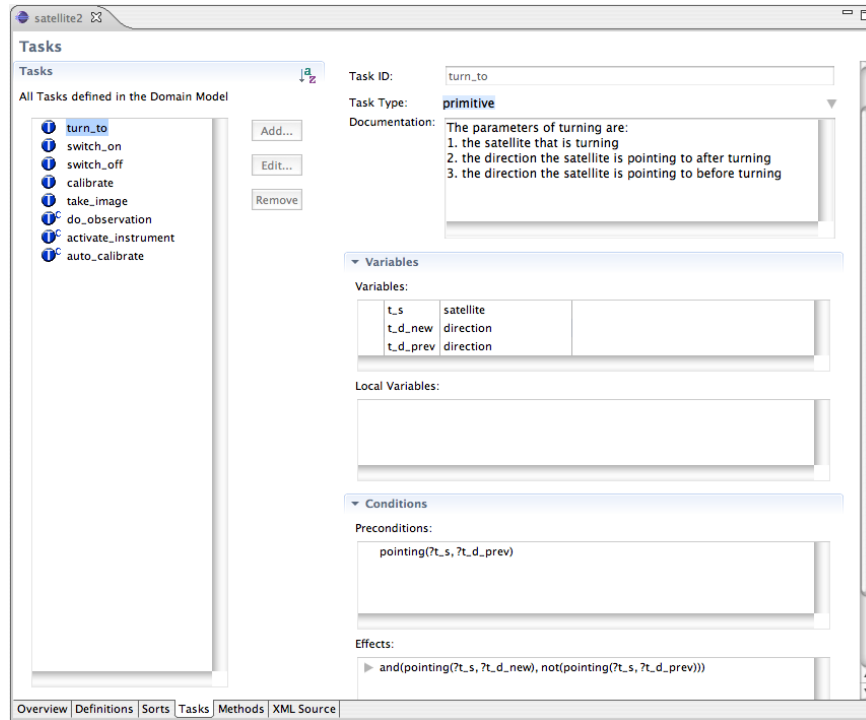 satellite2
Tasks
Tasks
a
z
All Tasks defined in the Domain Model
turn_to
switch_on
switch_off
calibrate
take_image
do_observation
activate_instrument
auto_calibrate
Add...
Edit...
Remove
Task ID: turn_to
Task Type: primitive
Documentation: The parameters of turning are:
1. the satellite that is turning
2. the direction the satellite is pointing to after turning
3. the direction the satellite is pointing to before turning
Variables
Variables:
t_s satellite
t_d_new direction
t_d_prev direction
Local Variables:
Conditions
Preconditions:
pointing(?t_s, ?t_d_prev)
Effects:
and(pointing(?t_s, ?t_d_new), not(pointing(?t_s, ?t_d_prev)))
Overview Definitions Sorts Tasks Methods XML Source